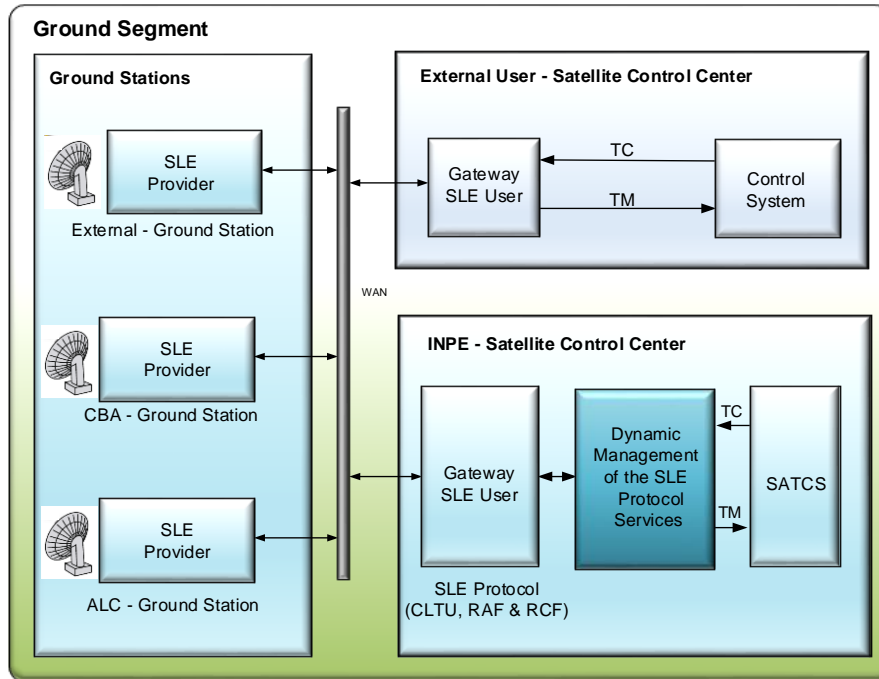 Ground Segment
Ground Stations
SLE
Provider
External - Ground Station
SLE
Provider
CBA - Ground Station
SLE
Provider
ALC - Ground Station
WAN
External User - Satellite Control Center
Gateway
SLE User
TC
TM
Control
System
INPE - Satellite Control Center
Gateway
SLE User
SLE Protocol
(CLTU, RAF & RCF)
Dynamic
Management
of the SLE
Protocol
Services
TC
TM
SATCS